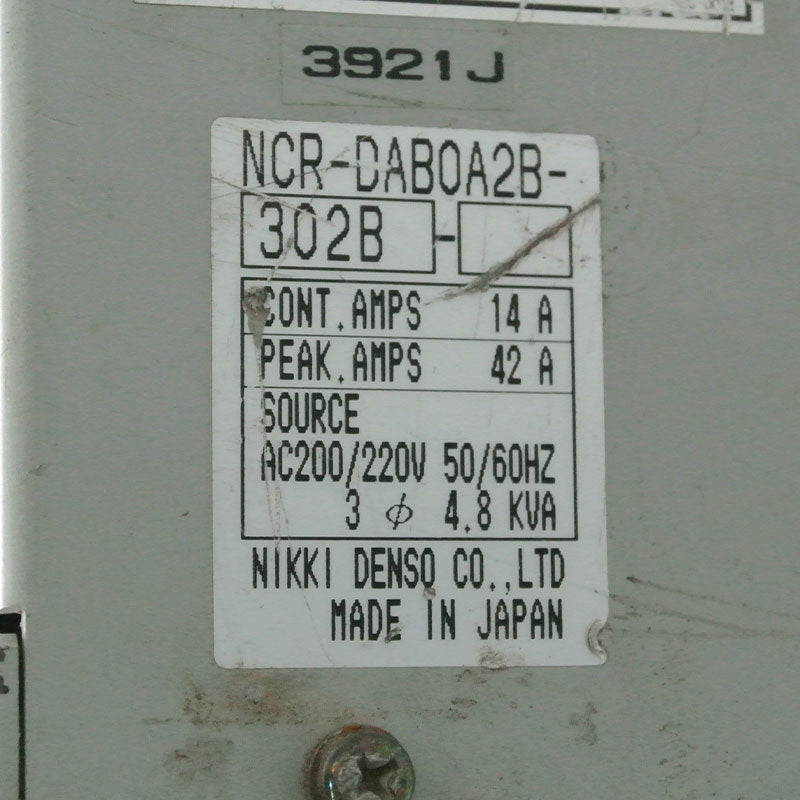 3921J
NCR-DAB0A2B-
302B -
CONT.AMPS 14 A
PEAK.AMPS 42 A
SOURCE
AC200/220V 50/60HZ
3 φ 4.8 KVA
NIKKI DENSO CO.,LTD
MADE IN JAPAN